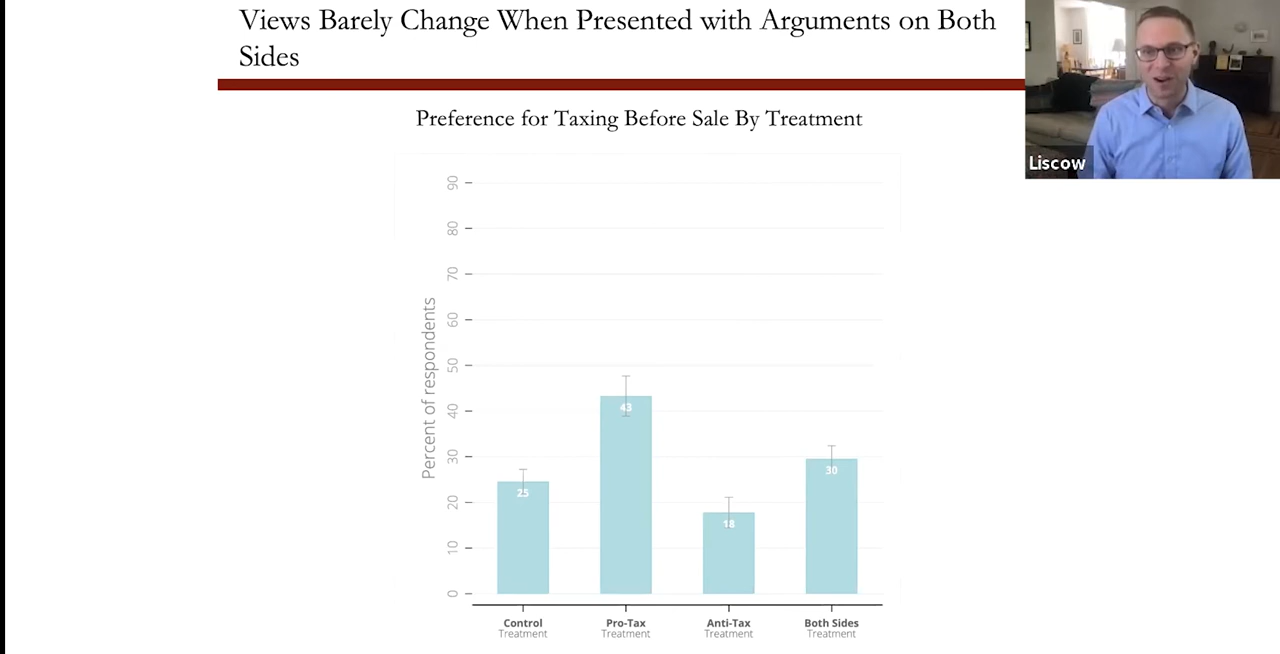 Views Barely Change When Presented with Arguments on Both
Sides
Liscow
Preference for Taxing Before Sale By Treatment
Percent of respondents
90
80
70
60
50
40
30
20
10
0
25
43
18
30
Control
Treatment
Pro-Tax
Treatment
Anti-Tax
Treatment
Both Sides
Treatment